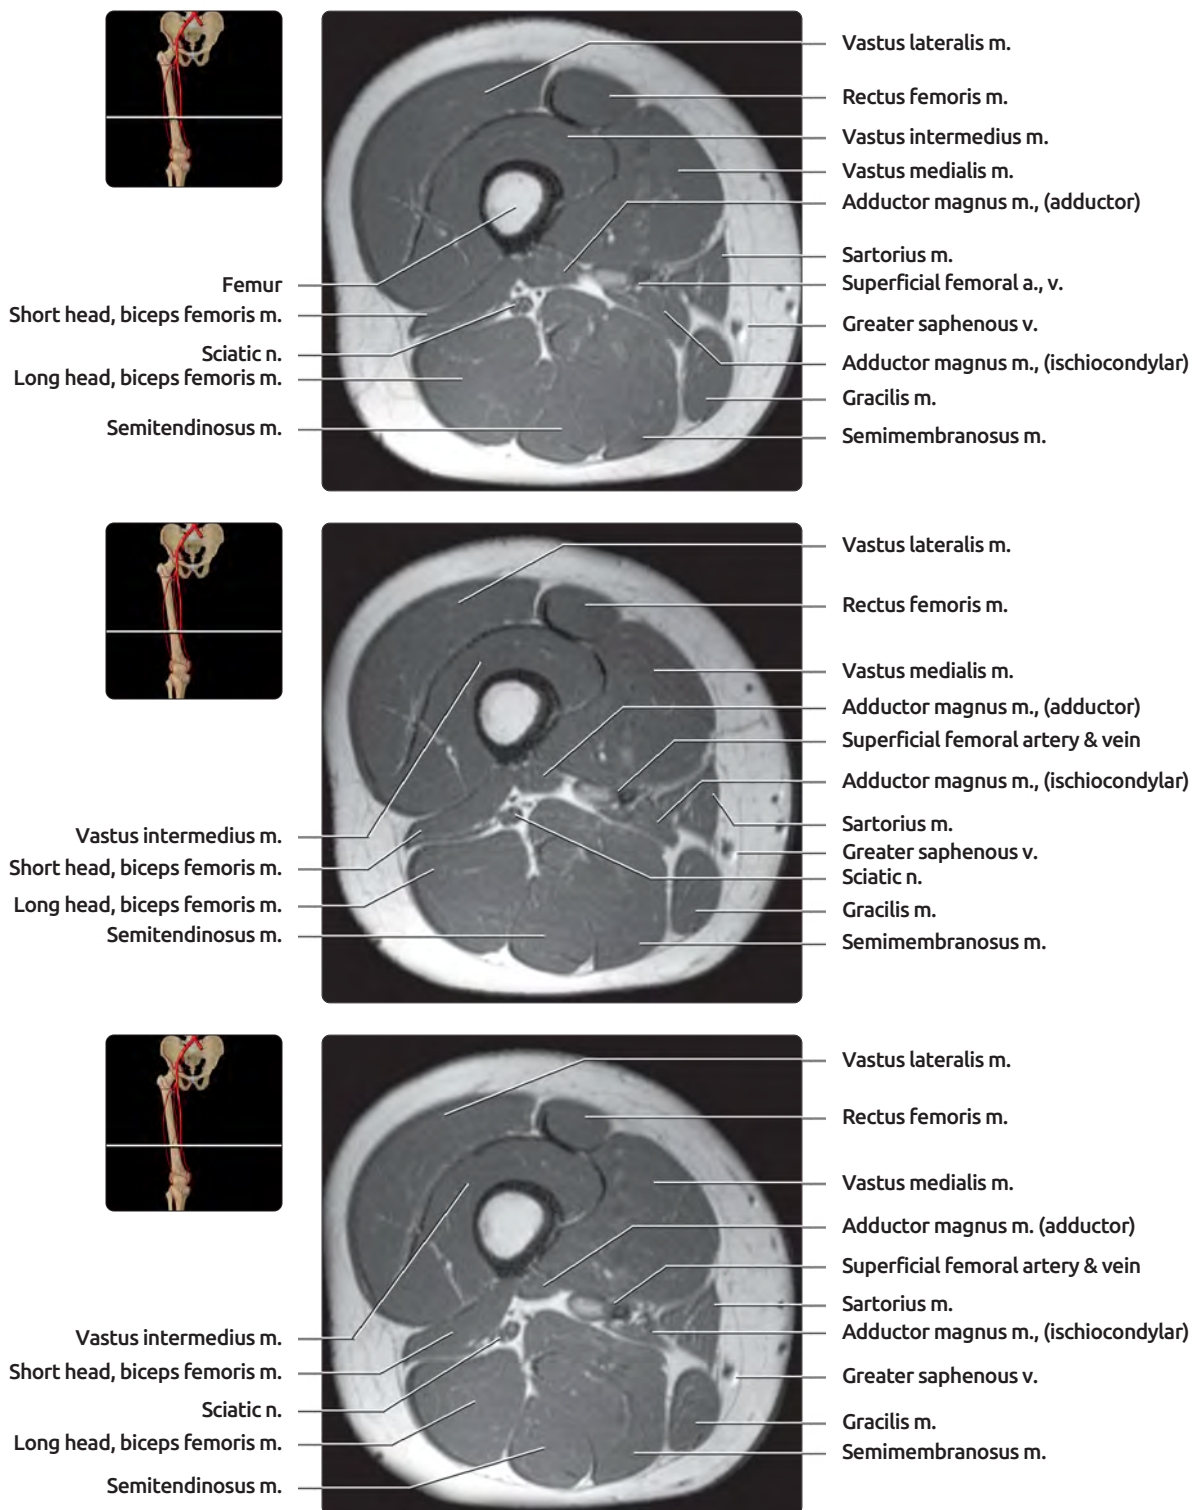 Vastus lateralis m.
Rectus femoris m.
Vastus intermedius m.
Vastus medialis m.
Adductor magnus m., (adductor)
Sartorius m.
Superficial femoral a., v.
Greater saphenous v.
Adductor magnus m., (ischiocondylar)
Gracilis m.
Semimembranosus m.
Femur
Short head, biceps femoris m.
Sciatic n.
Long head, biceps femoris m.
Semitendinosus m.
Vastus lateralis m.
Rectus femoris m.
Vastus medialis m.
Adductor magnus m., (adductor)
Superficial femoral artery & vein
Adductor magnus m., (ischiocondylar)
Sartorius m.
Greater saphenous v.
Sciatic n.
Gracilis m.
Semimembranosus m.
Vastus intermedius m.
Short head, biceps femoris m.
Long head, biceps femoris m.
Semitendinosus m.
Vastus lateralis m.
Rectus femoris m.
Vastus medialis m.
Adductor magnus m. (adductor)
Superficial femoral artery & vein
Sartorius m.
Adductor magnus m., (ischiocondylar)
Greater saphenous v.
Gracilis m.
Semimembranosus m.
Vastus intermedius m.
Short head, biceps femoris m.
Sciatic n.
Long head, biceps femoris m.
Semitendinosus m.